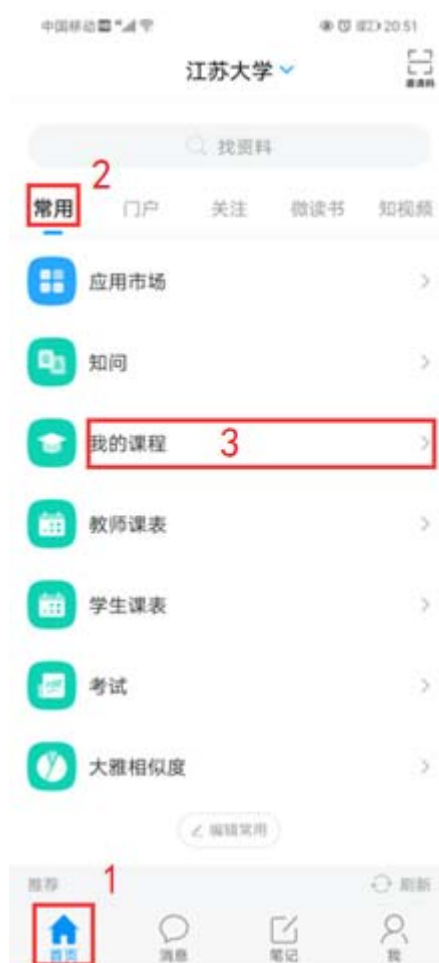 中国移动 20:51
江苏大学
邀请码
找资料
2
常用 门户 关注 微读书 知视频
应用市场
知问
我的课程 3
教师课表
学生课表
考试
大雅相似度
编辑常用
推荐 1 刷新
首页 消息 笔记 我